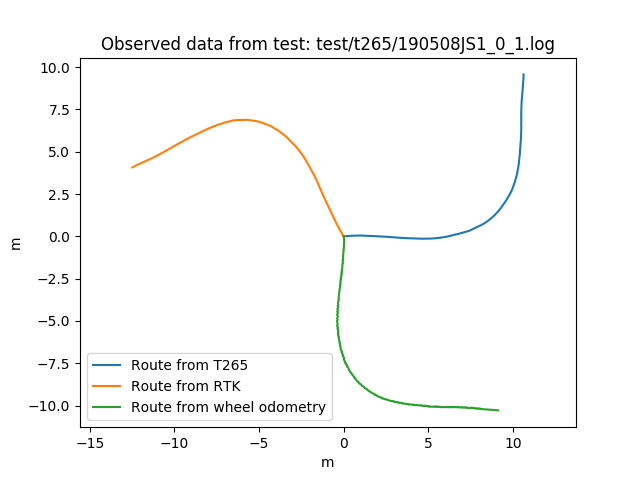 Observed data from test: test/t265/190508JS1_0_1.log
10.0
7.5
5.0
2.5
0.0
−2.5
−5.0
−7.5
−10.0
m
Route from T265
Route from RTK
Route from wheel odometry
−15
−10
−5
0
5
10
m